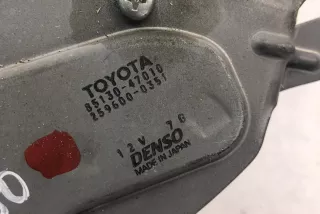 TOYOTA
85130-47010
259600-0351
12V 7G
DENSO
MADE IN JAPAN